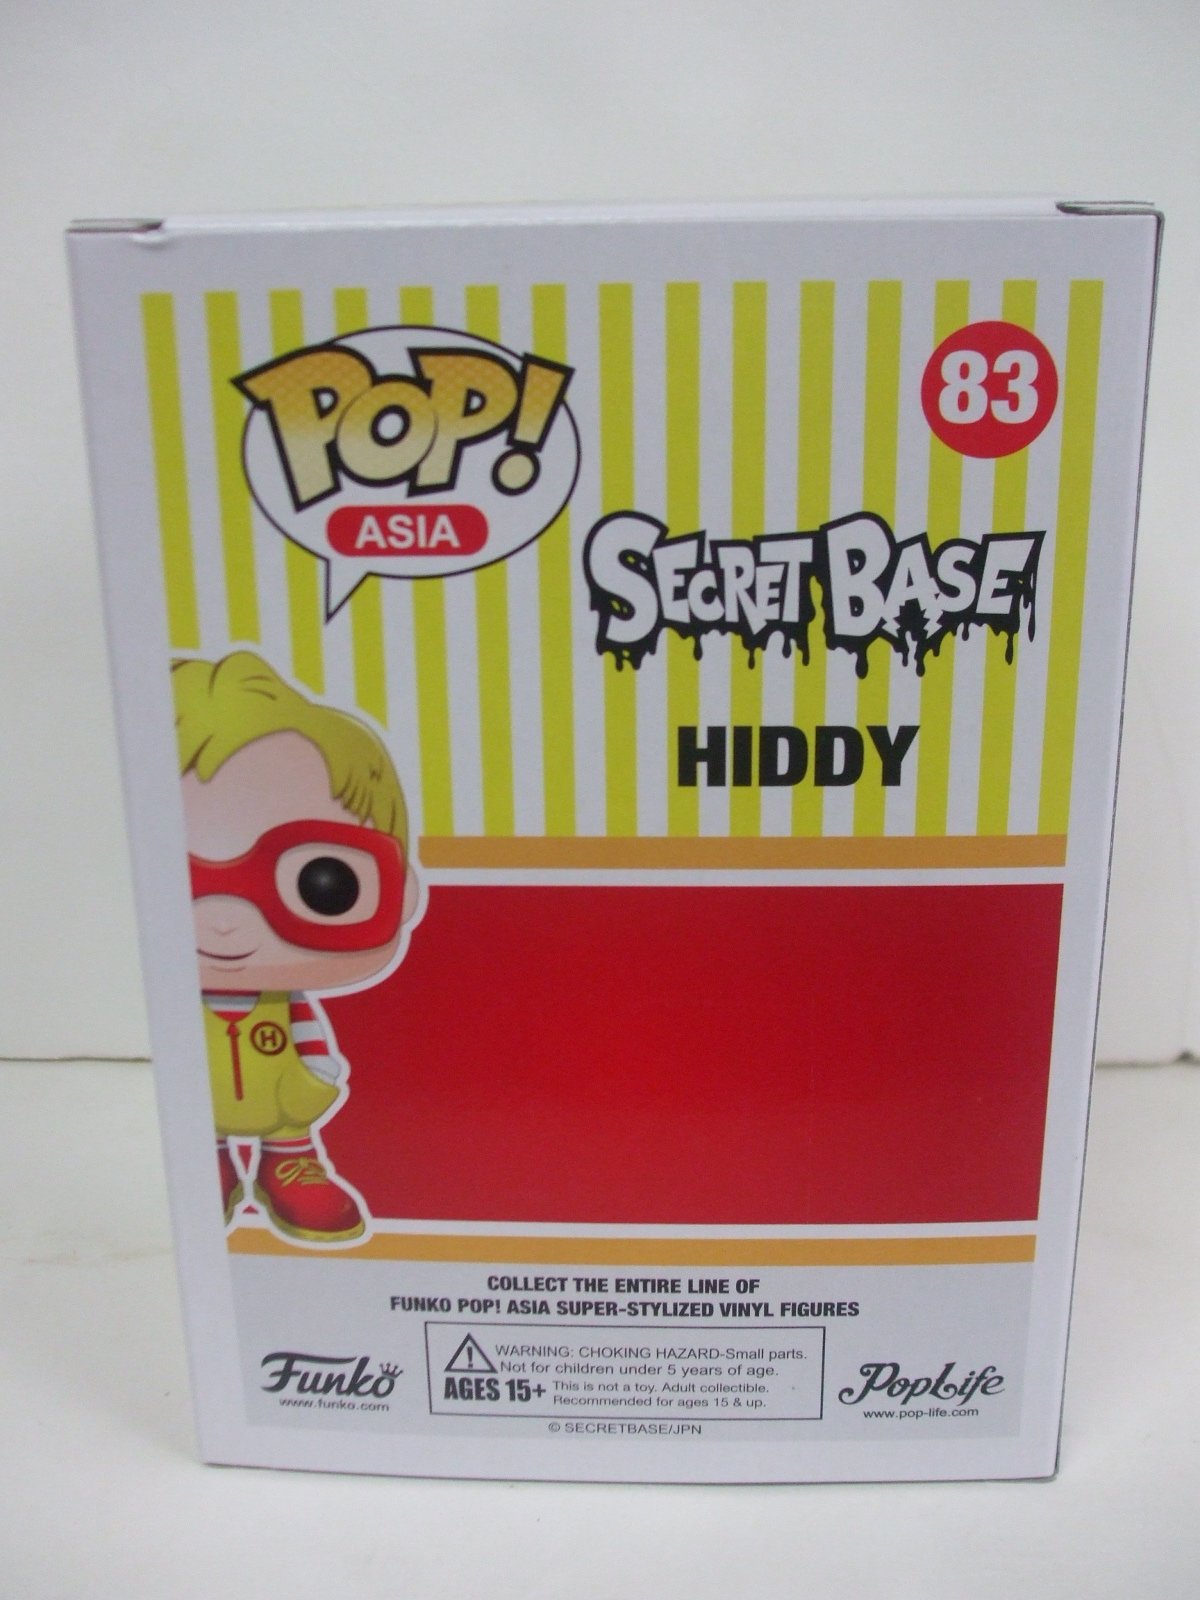 POP!
ASIA
83
SECRET BASE
HIDDY
H
COLLECT THE ENTIRE LINE OF
FUNKO POP! ASIA SUPER-STYLIZED VINYL FIGURES
WARNING: CHOKING HAZARD-Small parts.
Not for children under 5 years of age.
AGES 15+ This is not a toy. Adult collectible.
Recommended for ages 15 & up.
Funko
www.funko.com
PopLife
www.pop-life.com
© SECRETBASE/JPN